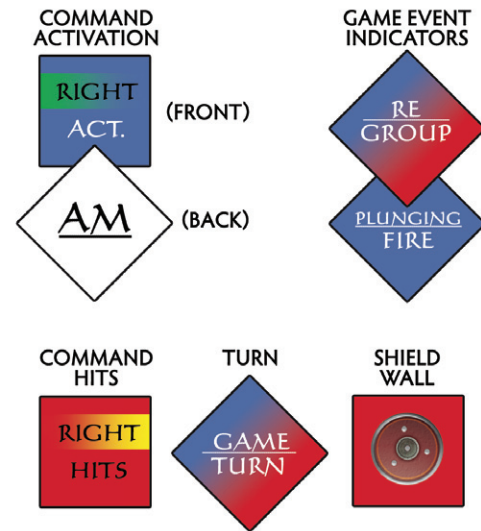 COMMAND
ACTIVATION
RIGHT
ACT.
(FRONT)
AM
(BACK)
GAME EVENT
INDICATORS
RE
GROUP
PLUNGING
FIRE
COMMAND
HITS
RIGHT
HITS
TURN
GAME
TURN
SHIELD
WALL